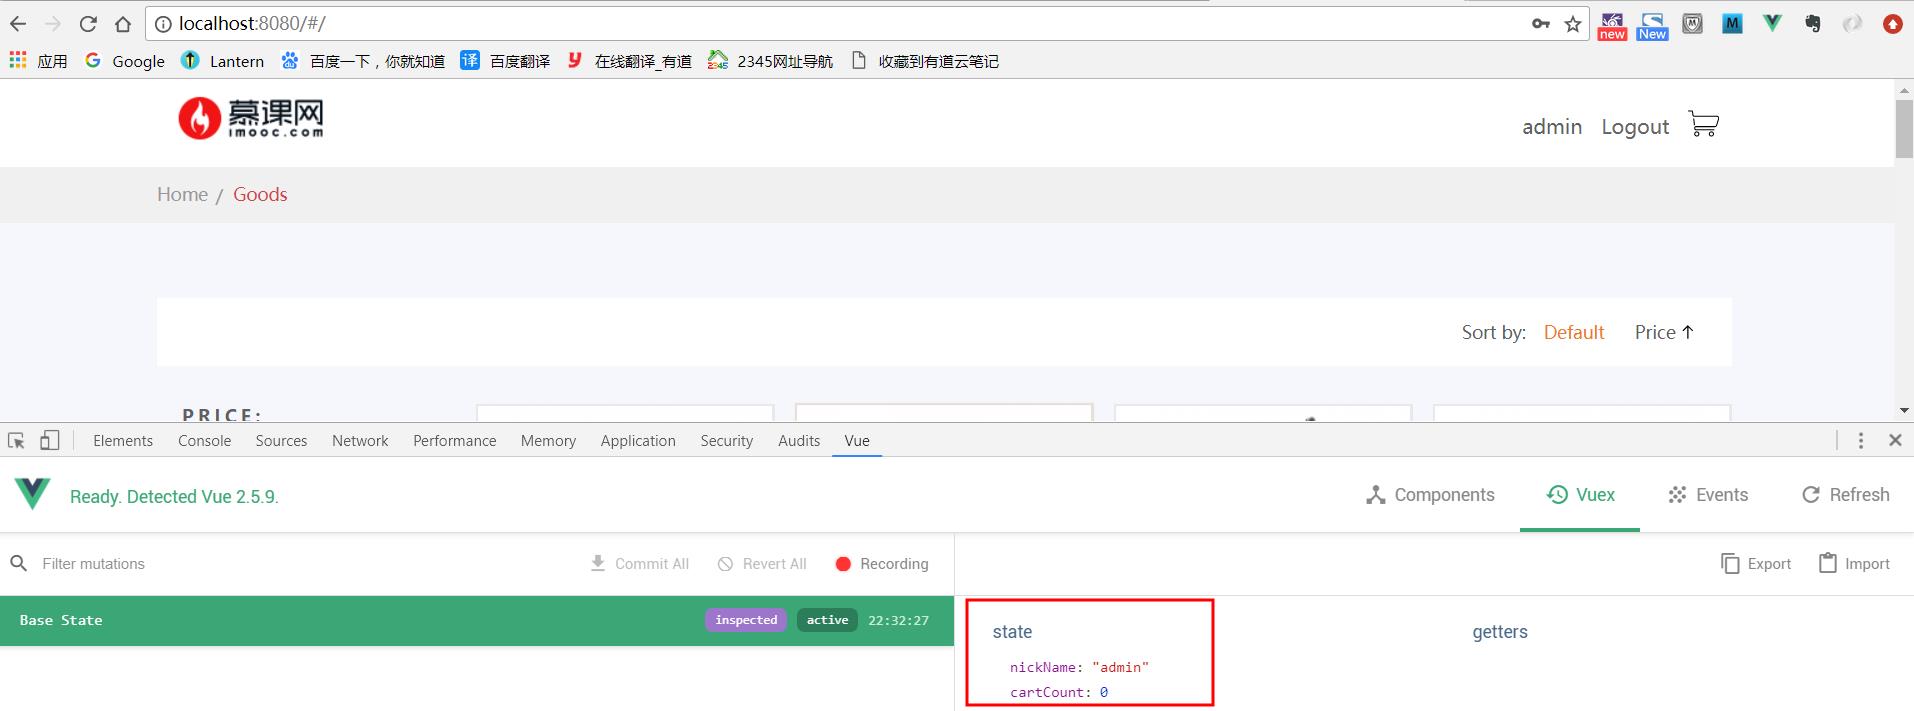 localhost:8080/#/
new New M M
应用 Google Lantern 百度一下，你就知道 译 百度翻译 y 在线翻译_有道 2345 2345网址导航 收藏到有道云笔记
慕课网
imooc.com
admin Logout
Home / Goods
Sort by: Default Price ↑
PRICE:
Elements Console Sources Network Performance Memory Application Security Audits Vue
Ready. Detected Vue 2.5.9. Components Vuex Events Refresh
Filter mutations Commit All Revert All Recording Export Import
Base State inspected active 22:32:27
state getters
nickName: "admin"
cartCount: 0